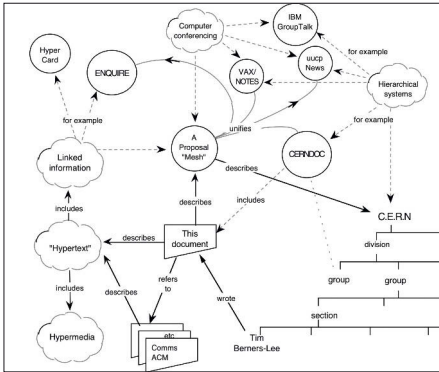 Computer
conferencing
IBM
GroupTalk
Hyper
Card
ENQUIRE
VAX/
NOTES
uucp
News
for example
Hierarchical
systems
for example
for example
Linked
information
A
Proposal
"Mesh"
unifies
CERNDOC
describes
includes
describes
includes
C.E.R.N
"Hypertext"
describes
This
document
division
includes
describes
refers
to
wrote
group
group
section
Hypermedia
etc
Comms
ACM
Tim
Berners-Lee